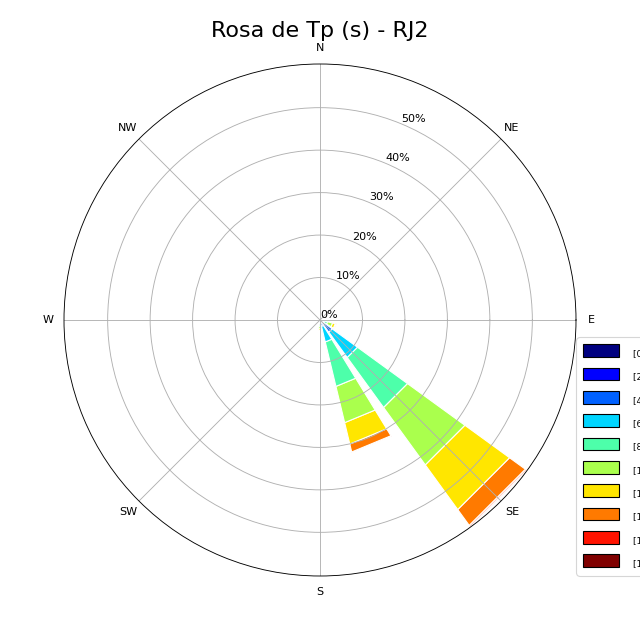 Rosa de Tp (s) - RJ2
N
NW
NE
50%
40%
30%
20%
10%
0%
W
E
[0
[2
[4
[6
[8
[1
[1
[1
[1
[1
SW
SE
S